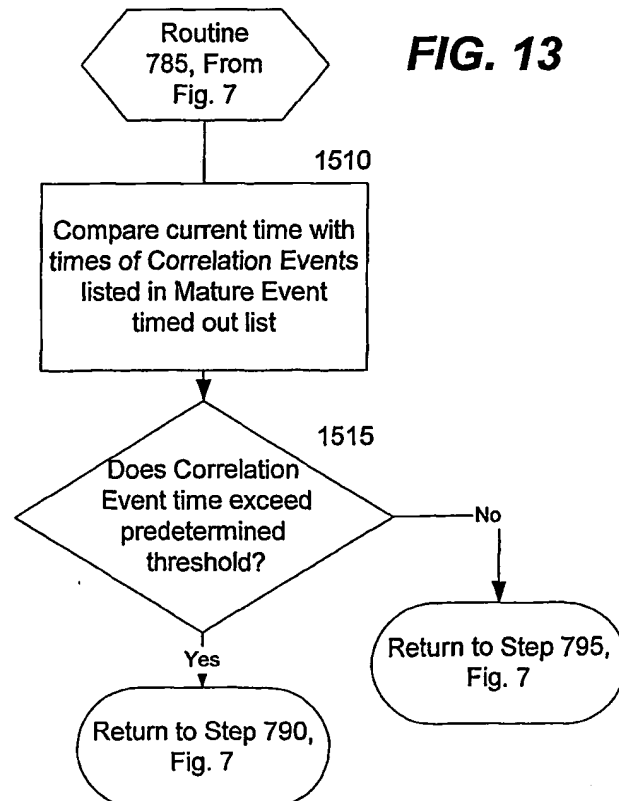 Routine
785, From
Fig. 7
FIG. 13
1510
Compare current time with
times of Correlation Events
listed in Mature Event
timed out list
1515
Does Correlation
Event time exceed
predetermined
threshold?
No
Yes
Return to Step 795,
Fig. 7
Return to Step 790,
Fig. 7